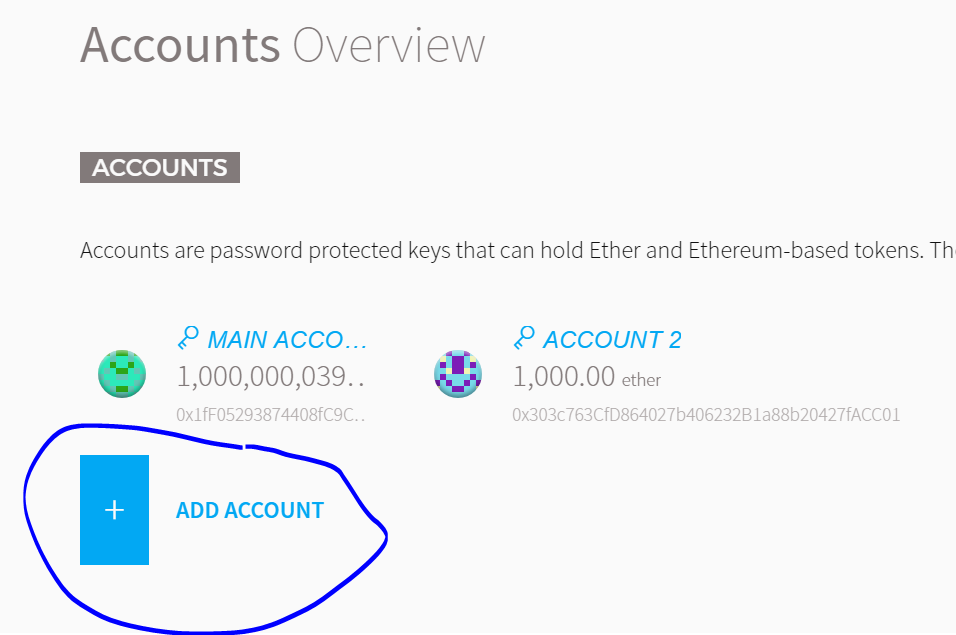 Accounts Overview
ACCOUNTS
Accounts are password protected keys that can hold Ether and Ethereum-based tokens. The
MAIN ACCO...
1,000,000,039..
0x1fF05293874408fC9C..
ACCOUNT 2
1,000.00 ether
0x303c763CfD864027b406232B1a88b20427fACC01
+
ADD ACCOUNT